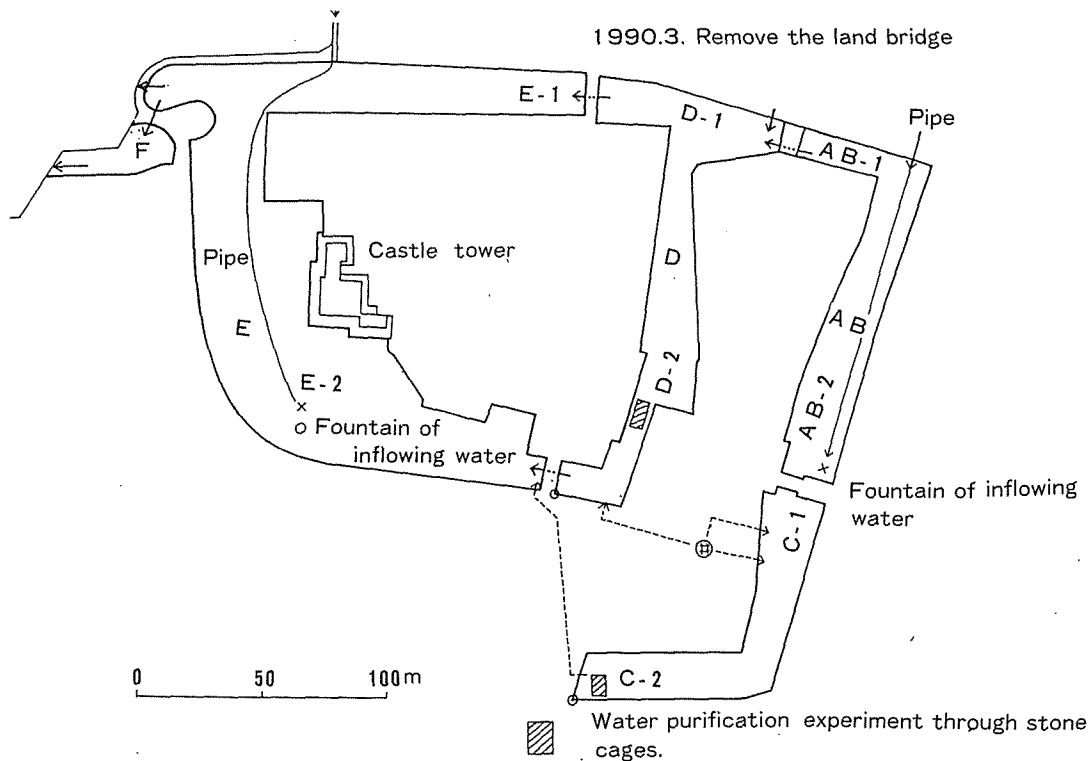 1990.3. Remove the land bridge
E-1
D-1
Pipe
AB-1
F
Pipe
Castle tower
D
E
AB
D-2
E-2
AB-2
Fountain of
inflowing water
Fountain of inflowing
water
C-1
0 50 100m
C-2
Water purification experiment through stone
cages.